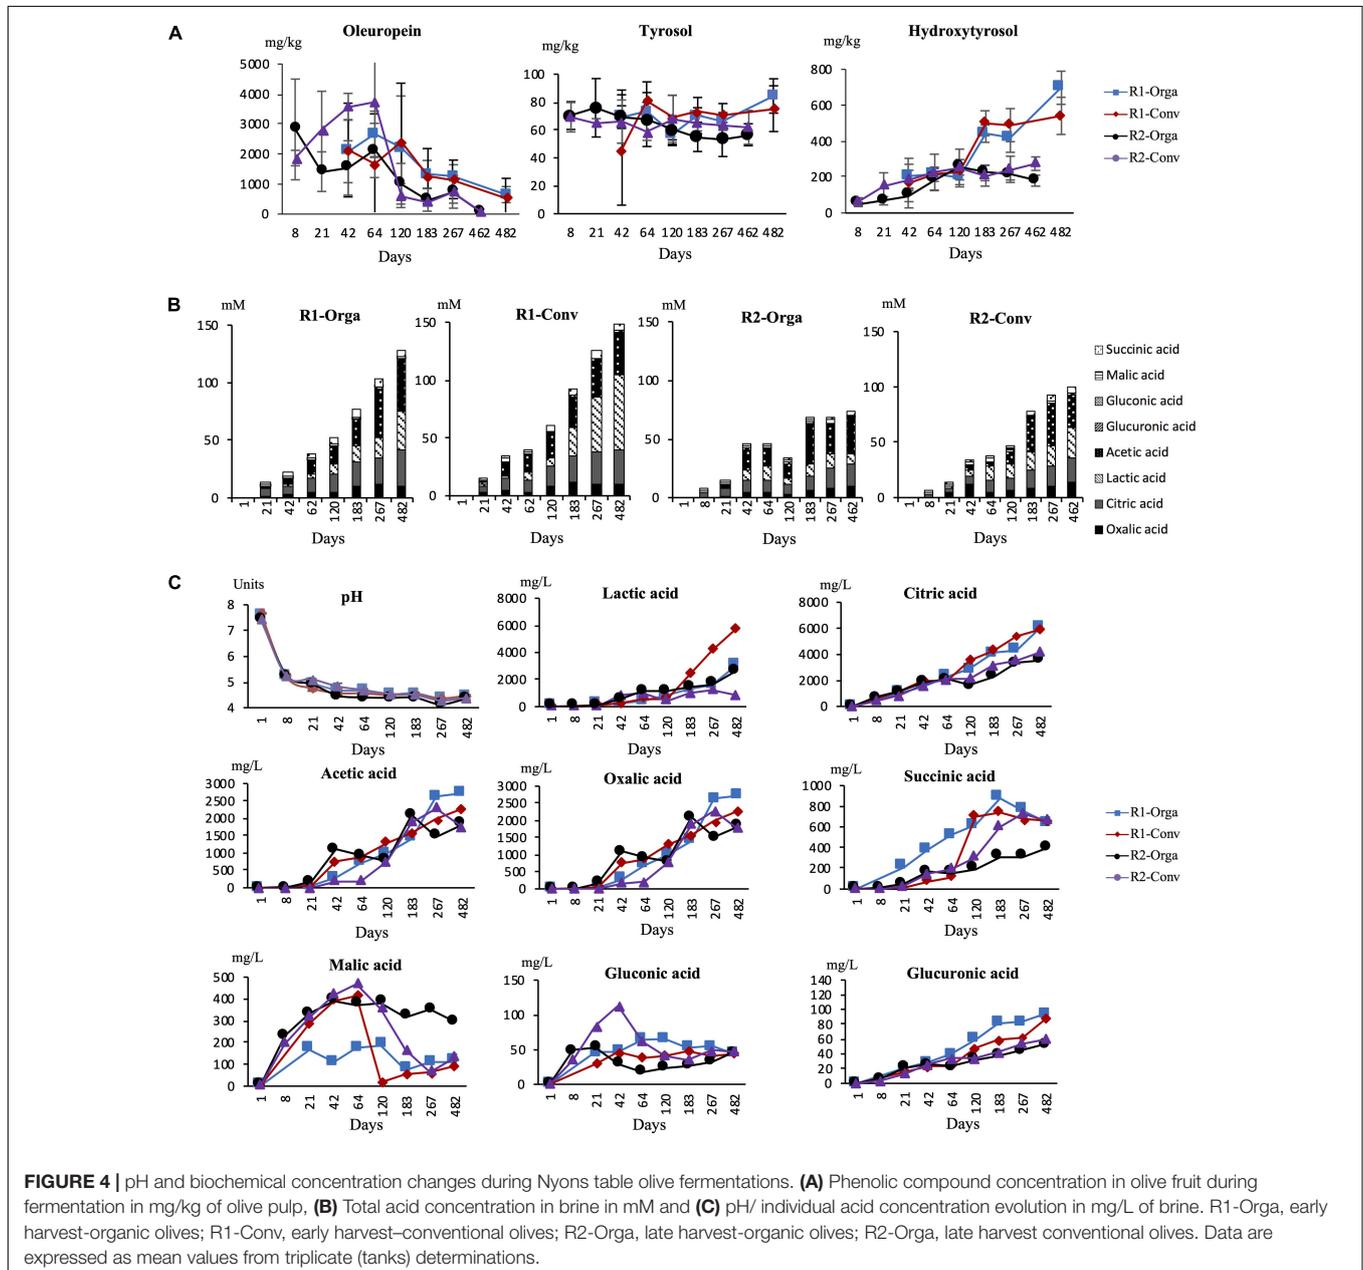 A
Oleuropein
mg/kg
5000
4000
3000
2000
1000
0
8 21 42 64 120 183 267 462 482
Days
Tyrosol
mg/kg
100
80
60
40
20
0
8 21 42 64 120 183 267 462 482
Days
Hydroxytyrosol
mg/kg
800
600
400
200
0
8 21 42 64 120 183 267 462 482
Days
R1-Orga
R1-Conv
R2-Orga
R2-Conv
B
mM
R1-Orga
150
100
50
0
1 21 42 62 120 183 267 482
Days
mM
R1-Conv
150
100
50
0
1 21 42 62 120 183 267 482
Days
mM
R2-Orga
150
100
50
0
1 8 21 42 64 120 183 267 462
Days
mM
R2-Conv
150
100
50
0
1 8 21 42 64 120 183 267 462
Days
Succinic acid
Malic acid
Gluconic acid
Glucuronic acid
Acetic acid
Lactic acid
Citric acid
Oxalic acid
C
Units
pH
8
7
6
5
4
1 8 21 42 64 120 183 267 482
Days
mg/L
Lactic acid
8000
6000
4000
2000
0
1 8 21 42 64 120 183 267 482
Days
mg/L
Citric acid
8000
6000
4000
2000
0
1 8 21 42 64 120 183 267 482
Days
mg/L
Acetic acid
3000
2500
2000
1500
1000
500
0
1 8 21 42 64 120 183 267 482
Days
mg/L
Oxalic acid
3000
2500
2000
1500
1000
500
0
1 8 21 42 64 120 183 267 482
Days
mg/L
Succinic acid
1000
800
600
400
200
0
1 8 21 42 64 120 183 267 482
Days
R1-Orga
R1-Conv
R2-Orga
R2-Conv
mg/L
Malic acid
500
400
300
200
100
0
1 8 21 42 64 120 183 267 482
Days
mg/L
Gluconic acid
150
100
50
0
1 8 21 42 64 120 183 267 482
Days
mg/L
Glucuronic acid
140
120
100
80
60
40
20
0
1 8 21 42 64 120 183 267 482
Days
FIGURE 4 | pH and biochemical concentration changes during Nyons table olive fermentations. (A) Phenolic compound concentration in olive fruit during
fermentation in mg/kg of olive pulp, (B) Total acid concentration in brine in mM and (C) pH/ individual acid concentration evolution in mg/L of brine. R1-Orga, early
harvest-organic olives; R1-Conv, early harvest–conventional olives; R2-Orga, late harvest-organic olives; R2-Orga, late harvest conventional olives. Data are
expressed as mean values from triplicate (tanks) determinations.